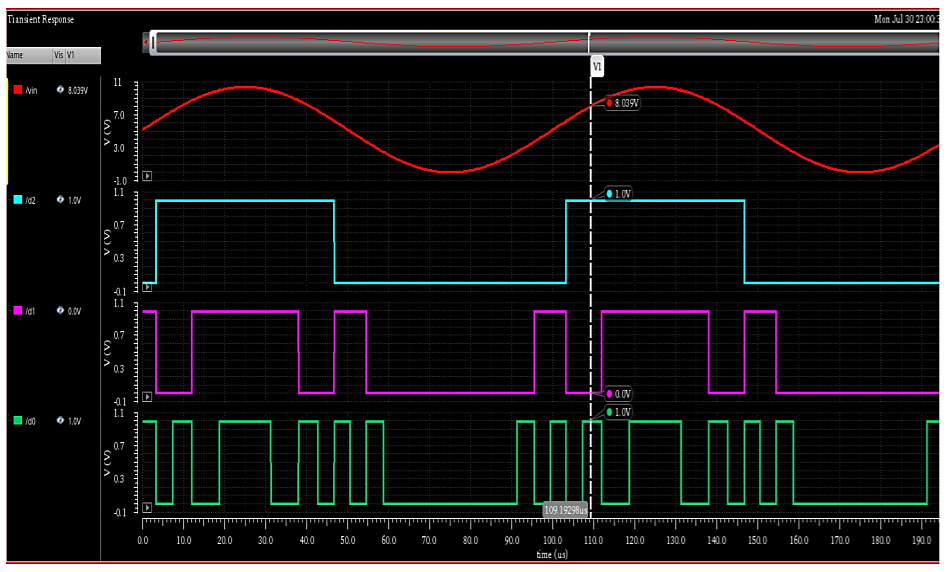 Transient Response Mon Jul 30 23:00:3
Name Vis V1
V1
/vin 8.039V
/d2 1.0V
/d1 0.0V
/d0 1.0V
11
7.0
3.0
-1.0
V (V)
8.039V
1.1
0.7
0.3
-0.1
V (V)
1.0V
1.1
0.7
0.3
-0.1
V (V)
0.0V
1.1
0.7
0.3
-0.1
V (V)
1.0V
109.19298us
0.0 10.0 20.0 30.0 40.0 50.0 60.0 70.0 80.0 90.0 100.0 110.0 120.0 130.0 140.0 150.0 160.0 170.0 180.0 190.0
time (us)